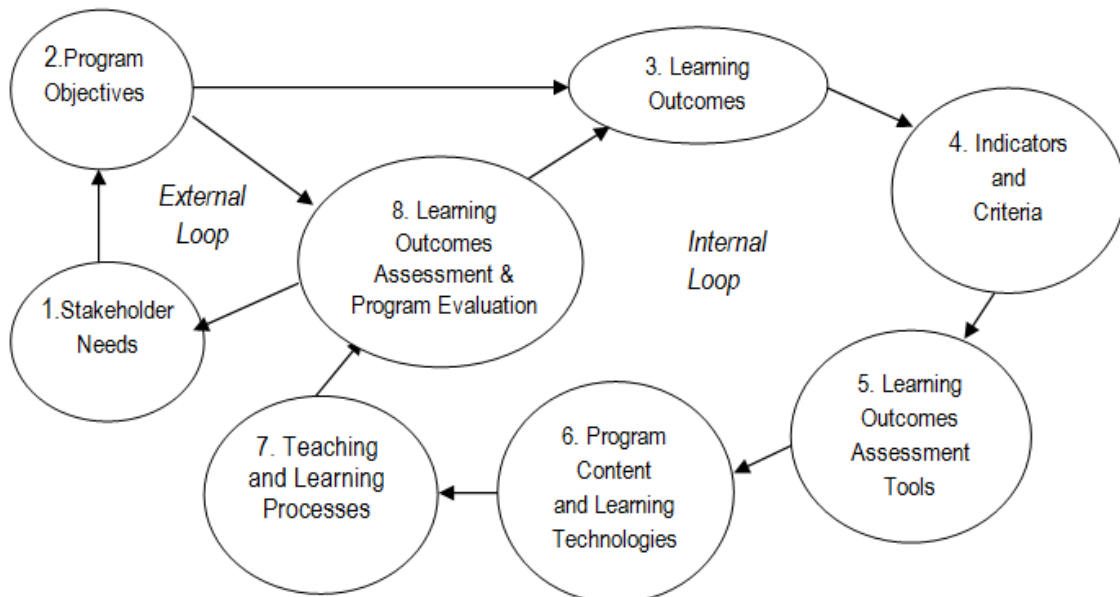 2.Program
Objectives
3. Learning
Outcomes
4. Indicators
and
Criteria
External
Loop
8. Learning
Outcomes
Assessment &
Program Evaluation
Internal
Loop
1.Stakeholder
Needs
5. Learning
Outcomes
Assessment
Tools
6. Program
Content
and Learning
Technologies
7. Teaching
and Learning
Processes